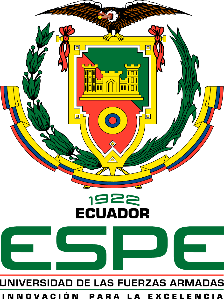 1922
ECUADOR
ESPE
UNIVERSIDAD DE LAS FUERZAS ARMADAS
INNOVACIÓN PARA LA EXCELENCIA